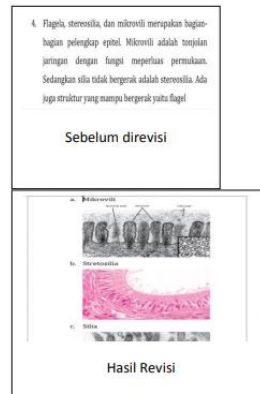 4. Flagela, stereosilia, dan mikrovili merupakan bagian-
bagian pelengkap epitel. Mikrovili adalah tonjolan
jaringan dengan fungsi meperluas permukaan.
Sedangkan silia tidak bergerak adalah stereosilia. Ada
juga struktur yang mampu bergerak yaitu flagel
Sebelum direvisi
a. Mikrovili
b. Stretosilia
c. Silia
Hasil Revisi